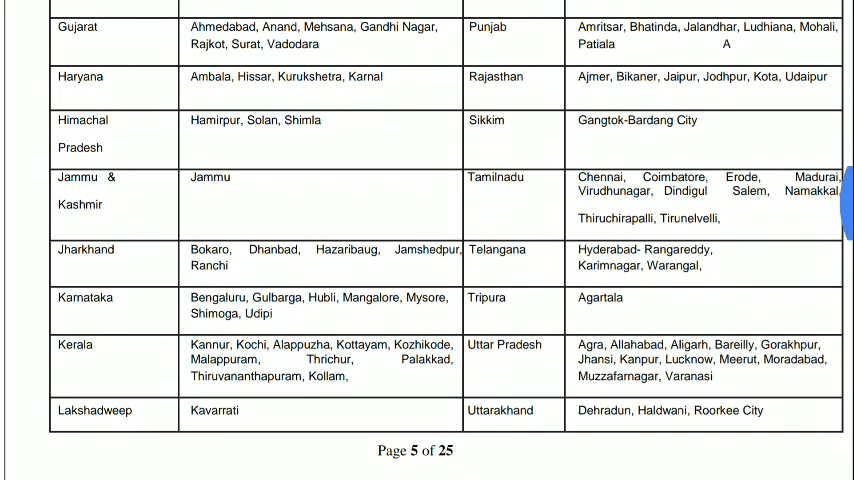 Gujarat Ahmedabad, Anand, Mehsana, Gandhi Nagar, Punjab Amritsar, Bhatinda, Jalandhar, Ludhiana, Mohali,
Rajkot, Surat, Vadodara Patiala A
Haryana Ambala, Hissar, Kurukshetra, Karnal Rajasthan Ajmer, Bikaner, Jaipur, Jodhpur, Kota, Udaipur
Himachal Hamirpur, Solan, Shimla Sikkim Gangtok-Bardang City
Pradesh
Jammu & Jammu Tamilnadu Chennai, Coimbatore, Erode, Madurai,
Virudhunagar, Dindigul Salem, Namakkal,
Kashmir
Thiruchirapalli, Tirunelvelli,
Jharkhand Bokaro, Dhanbad, Hazaribaug, Jamshedpur, Telangana Hyderabad- Rangareddy,
Ranchi Karimnagar, Warangal,
Karnataka Bengaluru, Gulbarga, Hubli, Mangalore, Mysore, Tripura Agartala
Shimoga, Udipi
Kerala Kannur, Kochi, Alappuzha, Kottayam, Kozhikode, Uttar Pradesh Agra, Allahabad, Aligarh, Bareilly, Gorakhpur,
Malappuram, Thrichur, Palakkad, Jhansi, Kanpur, Lucknow, Meerut, Moradabad,
Thiruvananthapuram, Kollam, Muzzafarnagar, Varanasi
Lakshadweep Kavarrati Uttarakhand Dehradun, Haldwani, Roorkee City
Page 5 of 25